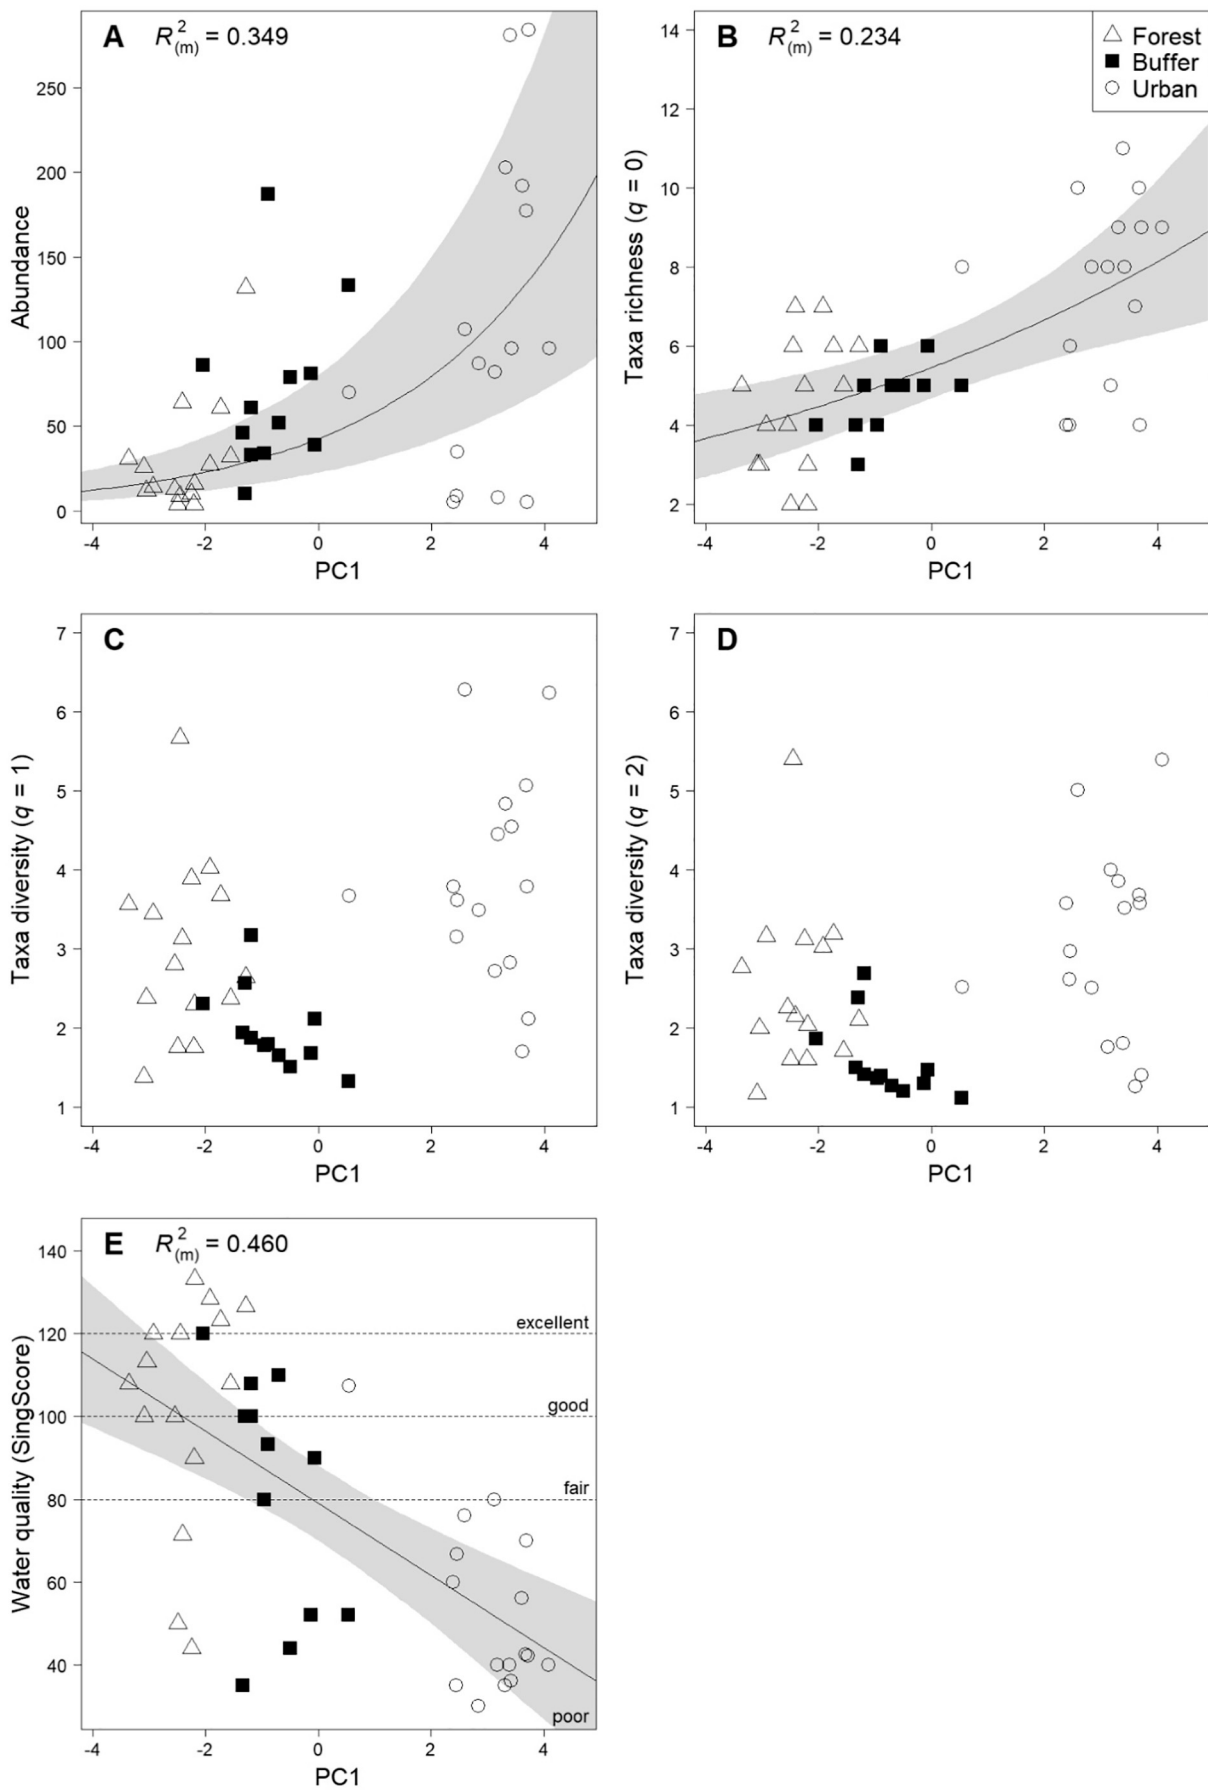 A R²(m) = 0.349
250
200
150
100
50
0
Abundance
-4 -2 0 2 4
PC1
B R²(m) = 0.234
Forest
Buffer
Urban
14
12
10
8
6
4
2
Taxa richness (q = 0)
-4 -2 0 2 4
PC1
C
7
6
5
4
3
2
1
Taxa diversity (q = 1)
-4 -2 0 2 4
PC1
D
7
6
5
4
3
2
1
Taxa diversity (q = 2)
-4 -2 0 2 4
PC1
E R²(m) = 0.460
140
120
100
80
60
40
Water quality (SingScore)
excellent
good
fair
poor
-4 -2 0 2 4
PC1